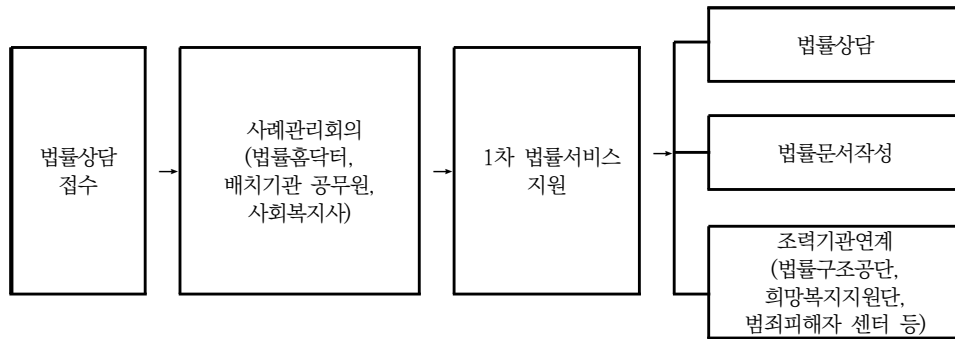 법률상담
접수
→
사례관리회의
(법률홈닥터,
배치기관 공무원,
사회복지사)
→
1차 법률서비스
지원
→
법률상담
법률문서작성
조력기관연계
(법률구조공단,
희망복지지원단,
범죄피해자 센터 등)